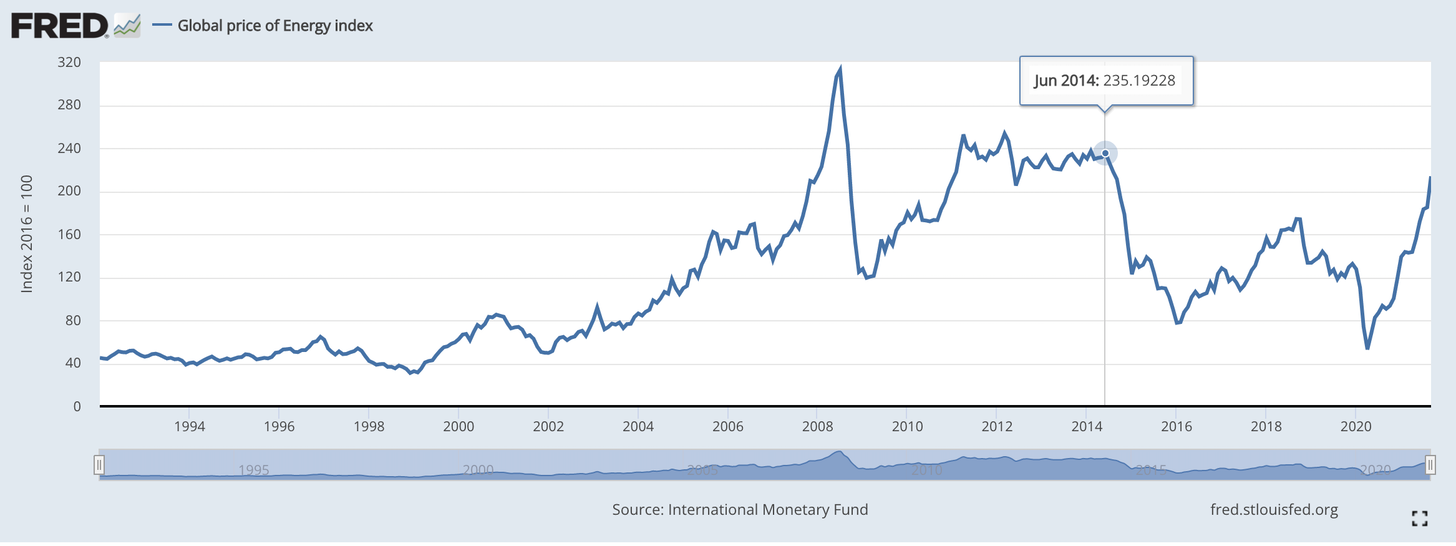 FRED Global price of Energy index
320
Jun 2014: 235.19228
280
240
200
160
120
80
40
0
Index 2016 = 100
1994 1996 1998 2000 2002 2004 2006 2008 2010 2012 2014 2016 2018 2020
1995 2000 2005 2010 2015 2020
Source: International Monetary Fund fred.stlouisfed.org